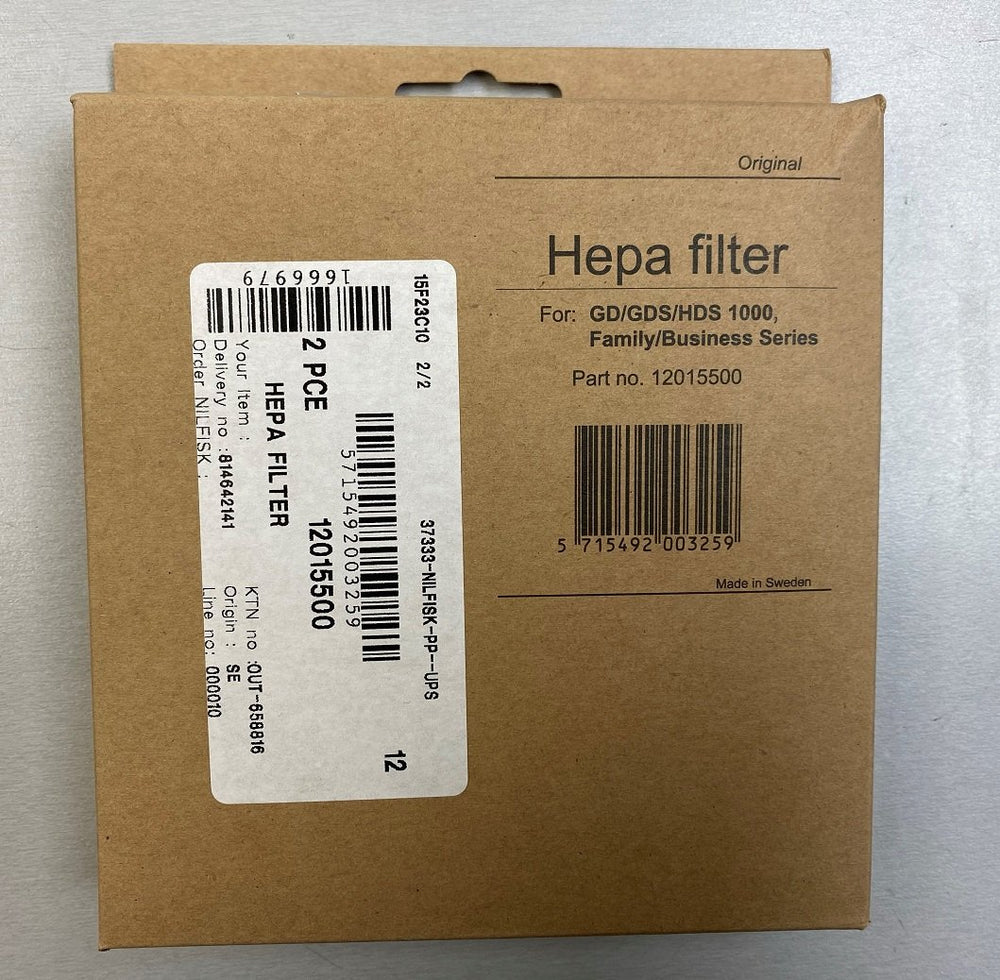 Original
Hepa filter
For: GD/GDS/HDS 1000,
Family/Business Series
Part no. 12015500
5 715492 003259
Made in Sweden
15F23C10 2/2
37333-NILFISK-PP--UPS
12
5715492003259
1666979
2 PCE 12015500
HEPA FILTER
Your Item :
KTN no :OUT-658816
Delivery no :814642141
Origin : SE
Order NILFISK :
Line no: 000010